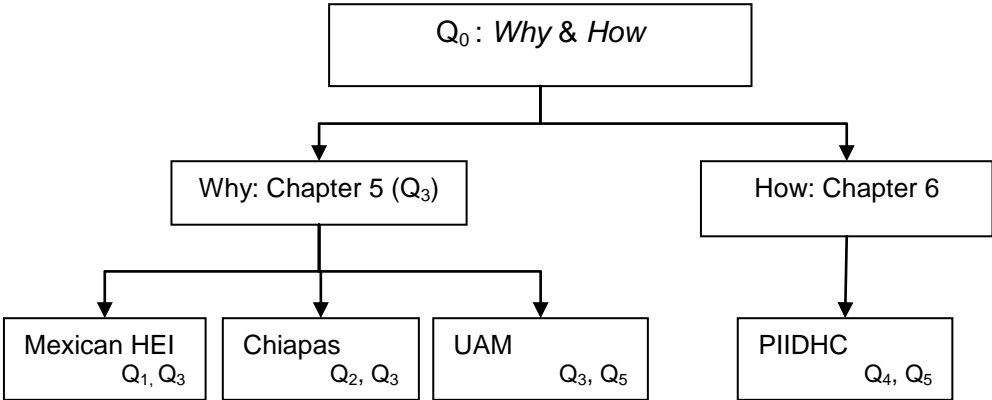 Q₀ : Why & How
Why: Chapter 5 (Q₃)
How: Chapter 6
Mexican HEI
Q₁, Q₃
Chiapas
Q₂, Q₃
UAM
Q₃, Q₅
PIIDHC
Q₄, Q₅